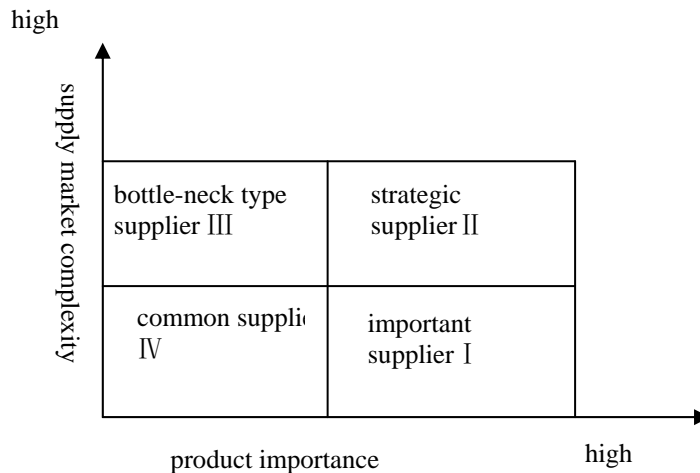 high
supply market complexity
bottle-neck type
supplier Ⅲ
strategic
supplier Ⅱ
common supplie
Ⅳ
important
supplier Ⅰ
product importance
high